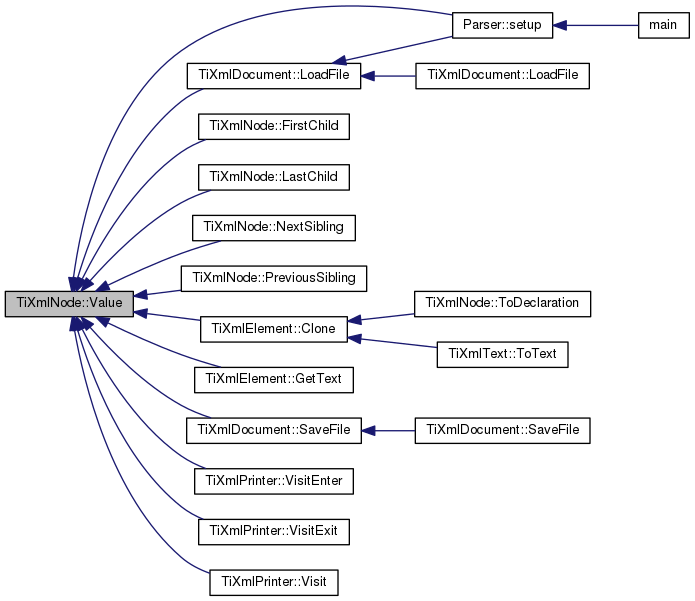 Parser::setup
main
TiXmlDocument::LoadFile
TiXmlDocument::LoadFile
TiXmlNode::FirstChild
TiXmlNode::LastChild
TiXmlNode::NextSibling
TiXmlNode::PreviousSibling
TiXmlNode::Value
TiXmlNode::ToDeclaration
TiXmlElement::Clone
TiXmlText::ToText
TiXmlElement::GetText
TiXmlDocument::SaveFile
TiXmlDocument::SaveFile
TiXmlPrinter::VisitEnter
TiXmlPrinter::VisitExit
TiXmlPrinter::Visit